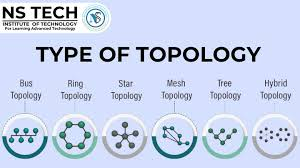 NS TECH
INSTITUTE OF TECHNOLOGY
For Learning Advanced Technology
NS
TYPE OF TOPOLOGY
Bus Topology
Ring Topology
Star Topology
Mesh Topology
Tree Topology
Hybrid Topology